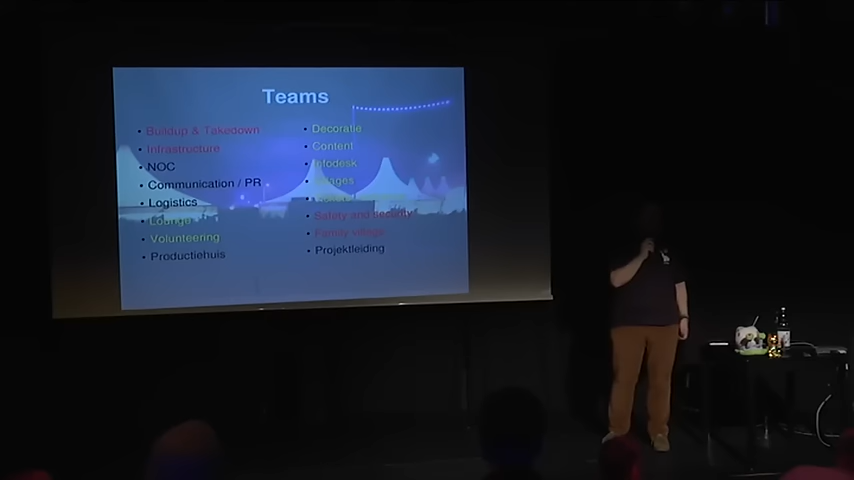 Teams
• Buildup & Takedown
• Infrastructure
• NOC
• Communication / PR
• Logistics
• Lounge
• Volunteering
• Productiehuis
• Decoratie
• Content
• Infodesk
• Villages
• Safety and security
• Family village
• Projektleiding